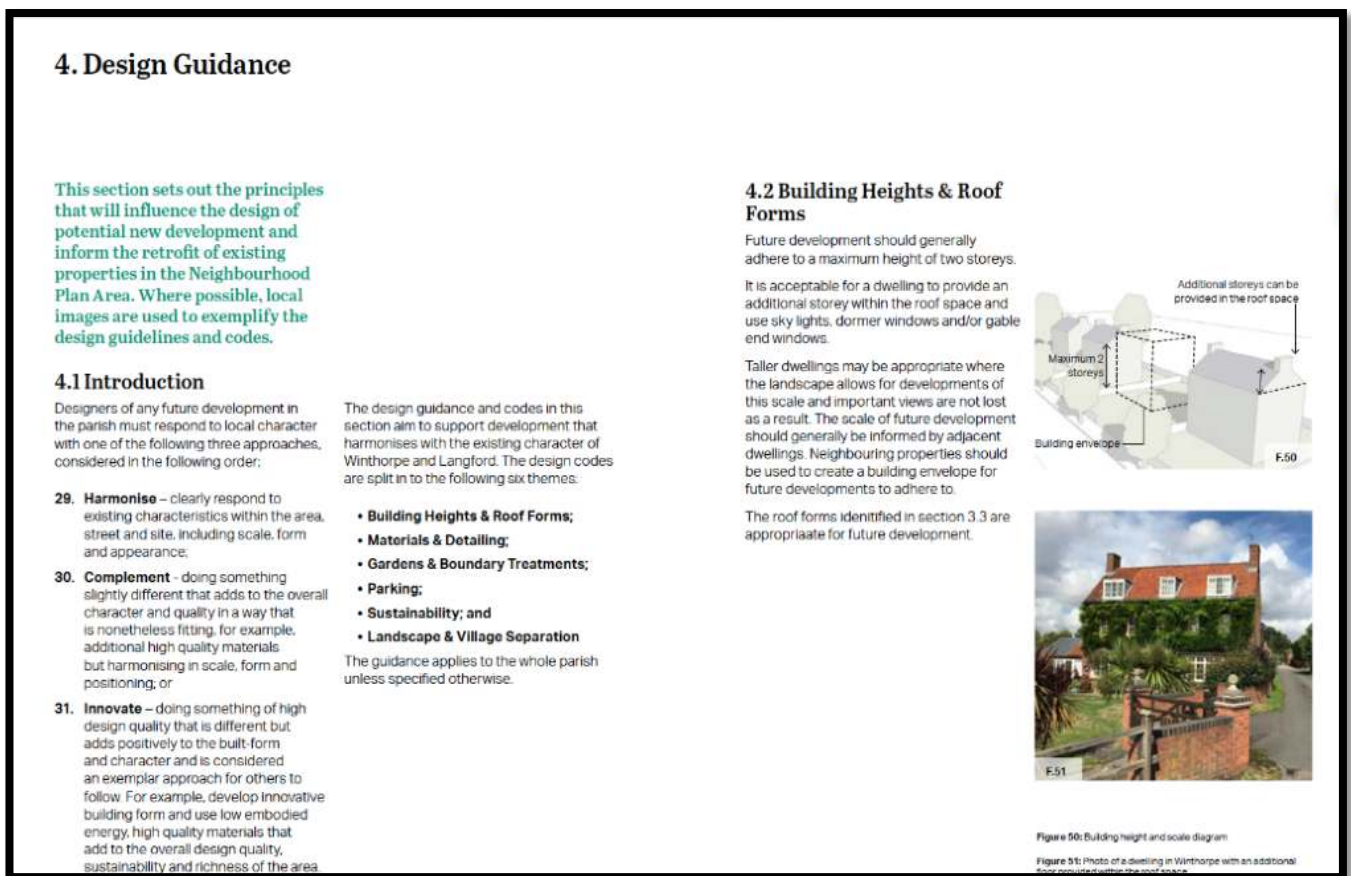 4. Design Guidance
This section sets out the principles
that will influence the design of
potential new development and
inform the retrofit of existing
properties in the Neighbourhood
Plan Area. Where possible, local
images are used to exemplify the
design guidelines and codes.
4.1 Introduction
Designers of any future development in
the parish must respond to local character
with one of the following three approaches,
considered in the following order:
29. Harmonise – clearly respond to
existing characteristics within the area,
street and site, including scale, form
and appearance;
30. Complement - doing something
slightly different that adds to the overall
character and quality in a way that
is nonetheless fitting, for example,
additional high quality materials
but harmonising in scale, form and
positioning; or
31. Innovate – doing something of high
design quality that is different but
adds positively to the built-form
and character and is considered
an exemplar approach for others to
follow. For example, develop innovative
building form and use low embodied
energy, high quality materials that
add to the overall design quality,
sustainability and richness of the area.
The design guidance and codes in this
section aim to support development that
harmonises with the existing character of
Winthorpe and Langford. The design codes
are split in to the following six themes:
• Building Heights & Roof Forms;
• Materials & Detailing;
• Gardens & Boundary Treatments;
• Parking;
• Sustainability; and
• Landscape & Village Separation
The guidance applies to the whole parish
unless specified otherwise.
4.2 Building Heights & Roof
Forms
Future development should generally
adhere to a maximum height of two storeys.
It is acceptable for a dwelling to provide an
additional storey within the roof space and
use sky lights, dormer windows and/or gable
end windows.
Taller dwellings may be appropriate where
the landscape allows for developments of
this scale and important views are not lost
as a result. The scale of future development
should generally be informed by adjacent
dwellings. Neighbouring properties should
be used to create a building envelope for
future developments to adhere to.
The roof forms idenitified in section 3.3 are
appropriaate for future development.
Additional storeys can be
provided in the roof space
Maximum 2
storeys
Building envelope
F.50
F.51
Figure 50: Building height and scale diagram
Figure 51: Photo of a dwelling in Winthorpe with an additional
floor provided within the roof space